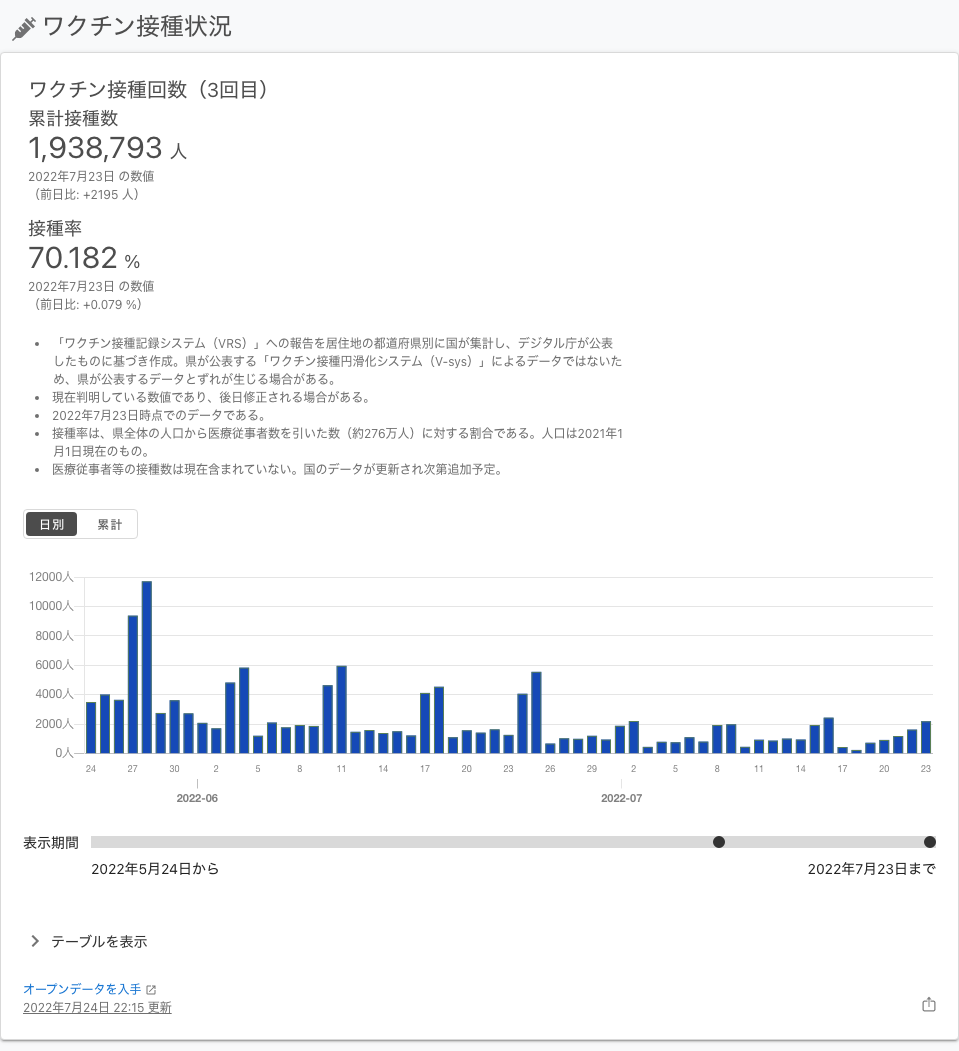 ワクチン接種状況
ワクチン接種回数（3回目）
累計接種数
1,938,793 人
2022年7月23日 の数値
（前日比: +2195 人）
接種率
70.182 %
2022年7月23日 の数値
（前日比: +0.079 %）
• 「ワクチン接種記録システム（VRS）」への報告を居住地の都道府県別に国が集計し、デジタル庁が公表
したものに基づき作成。県が公表する「ワクチン接種円滑化システム（V-sys）」によるデータではないた
め、県が公表するデータとずれが生じる場合がある。
• 現在判明している数値であり、後日修正される場合がある。
• 2022年7月23日時点でのデータである。
• 接種率は、県全体の人口から医療従事者数を引いた数（約276万人）に対する割合である。人口は2021年1
月1日現在のもの。
• 医療従事者等の接種数は現在含まれていない。国のデータが更新され次第追加予定。
日別 累計
12000人
10000人
8000人
6000人
4000人
2000人
0人
24 27 30 2 5 8 11 14 17 20 23 26 29 2 5 8 11 14 17 20 23
2022-06 2022-07
表示期間
2022年5月24日から 2022年7月23日まで
テーブルを表示
オープンデータを入手
2022年7月24日 22:15 更新